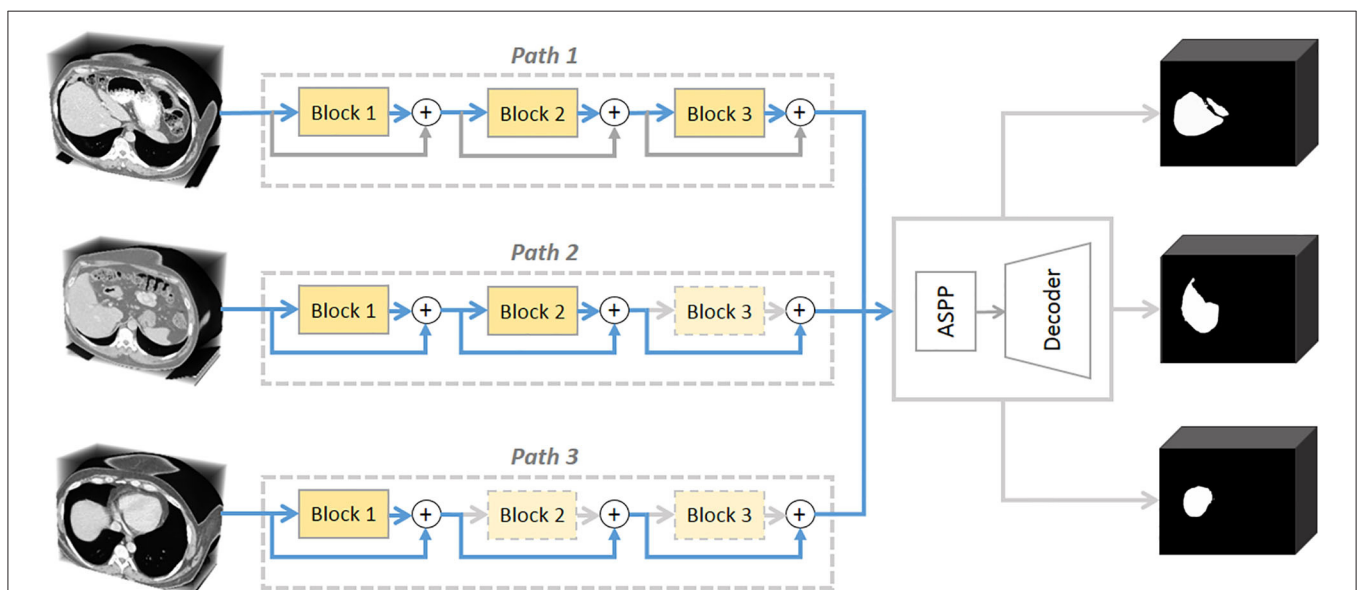 Path 1
Block 1 + Block 2 + Block 3 +
Path 2
Block 1 + Block 2 + Block 3 +
ASPP
Decoder
Path 3
Block 1 + Block 2 + Block 3 +